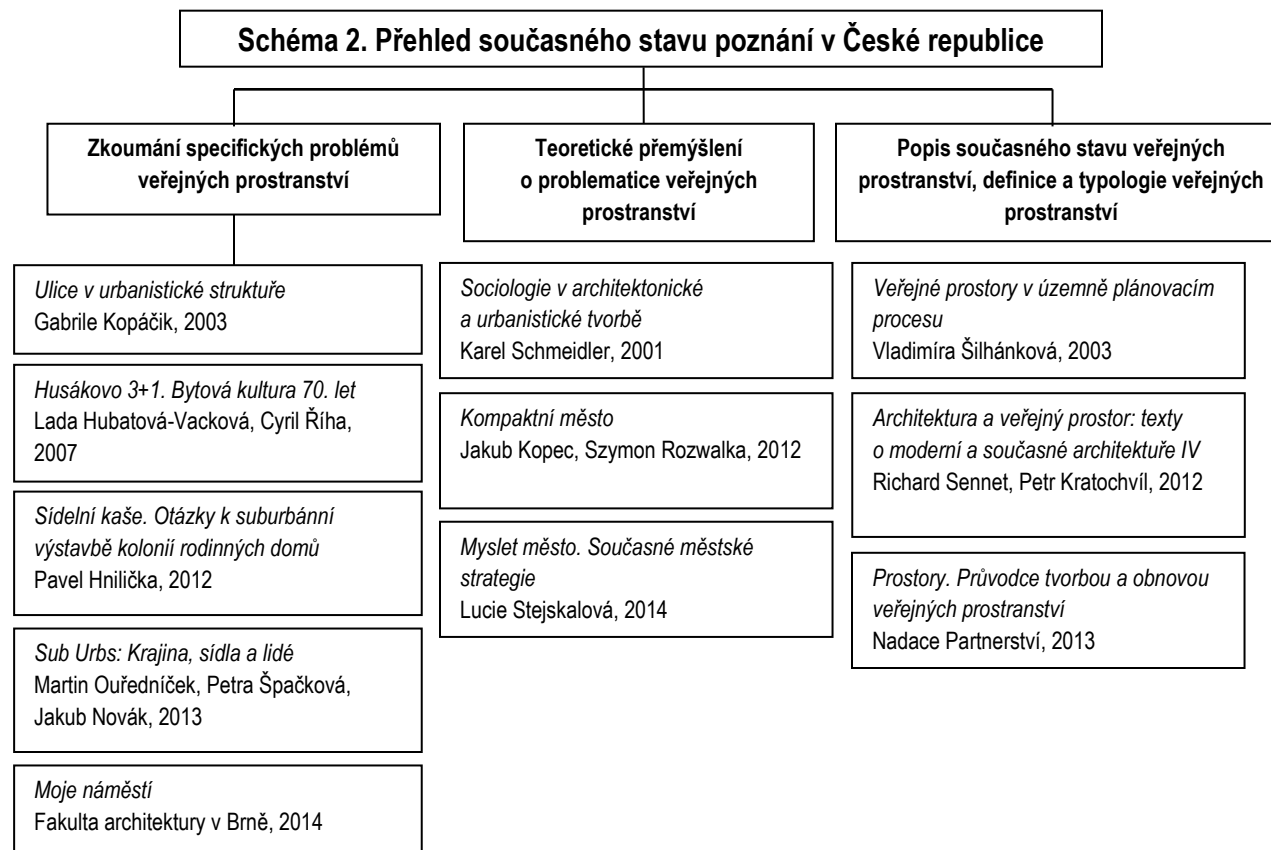 Schéma 2. Přehled současného stavu poznání v České republice
Zkoumání specifických problémů
veřejných prostranství
Ulice v urbanistické struktuře
Gabrile Kopáčik, 2003
Husákovo 3+1. Bytová kultura 70. let
Lada Hubatová-Vacková, Cyril Říha,
2007
Sídelní kaše. Otázky k suburbánní
výstavbě kolonií rodinných domů
Pavel Hnilička, 2012
Sub Urbs: Krajina, sídla a lidé
Martin Ouředníček, Petra Špačková,
Jakub Novák, 2013
Moje náměstí
Fakulta architektury v Brně, 2014
Teoretické přemýšlení
o problematice veřejných
prostranství
Sociologie v architektonické
a urbanistické tvorbě
Karel Schmeidler, 2001
Kompaktní město
Jakub Kopec, Szymon Rozwalka, 2012
Myslet město. Současné městské
strategie
Lucie Stejskalová, 2014
Popis současného stavu veřejných
prostranství, definice a typologie veřejných
prostranství
Veřejné prostory v územně plánovacím
procesu
Vladimíra Šilhánková, 2003
Architektura a veřejný prostor: texty
o moderní a současné architektuře IV
Richard Sennet, Petr Kratochvíl, 2012
Prostory. Průvodce tvorbou a obnovou
veřejných prostranství
Nadace Partnerství, 2013